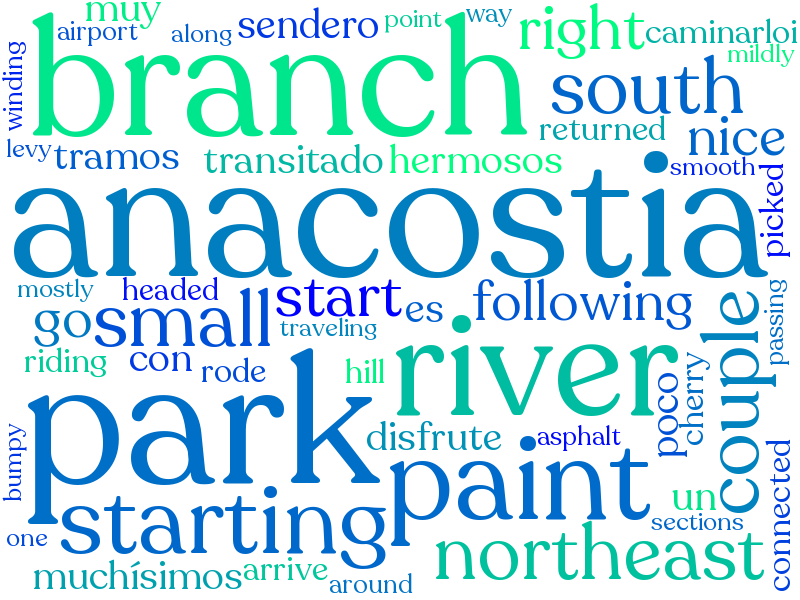 muy
airport
along
sendero
point
way
right
caminarloi
mildly
winding
branch
south
returned
nice
levy
tramos
transitado
hermosos
smooth
picked
anacostia
mostly
headed
start
es
following
passing
go
small
traveling
couple
riding
con
rode
hill
river
poco
cherry
park
disfrute
asphalt
bumpy
starting
paint
un
connected
sections
one
northeast
muchísimos
arrive
around